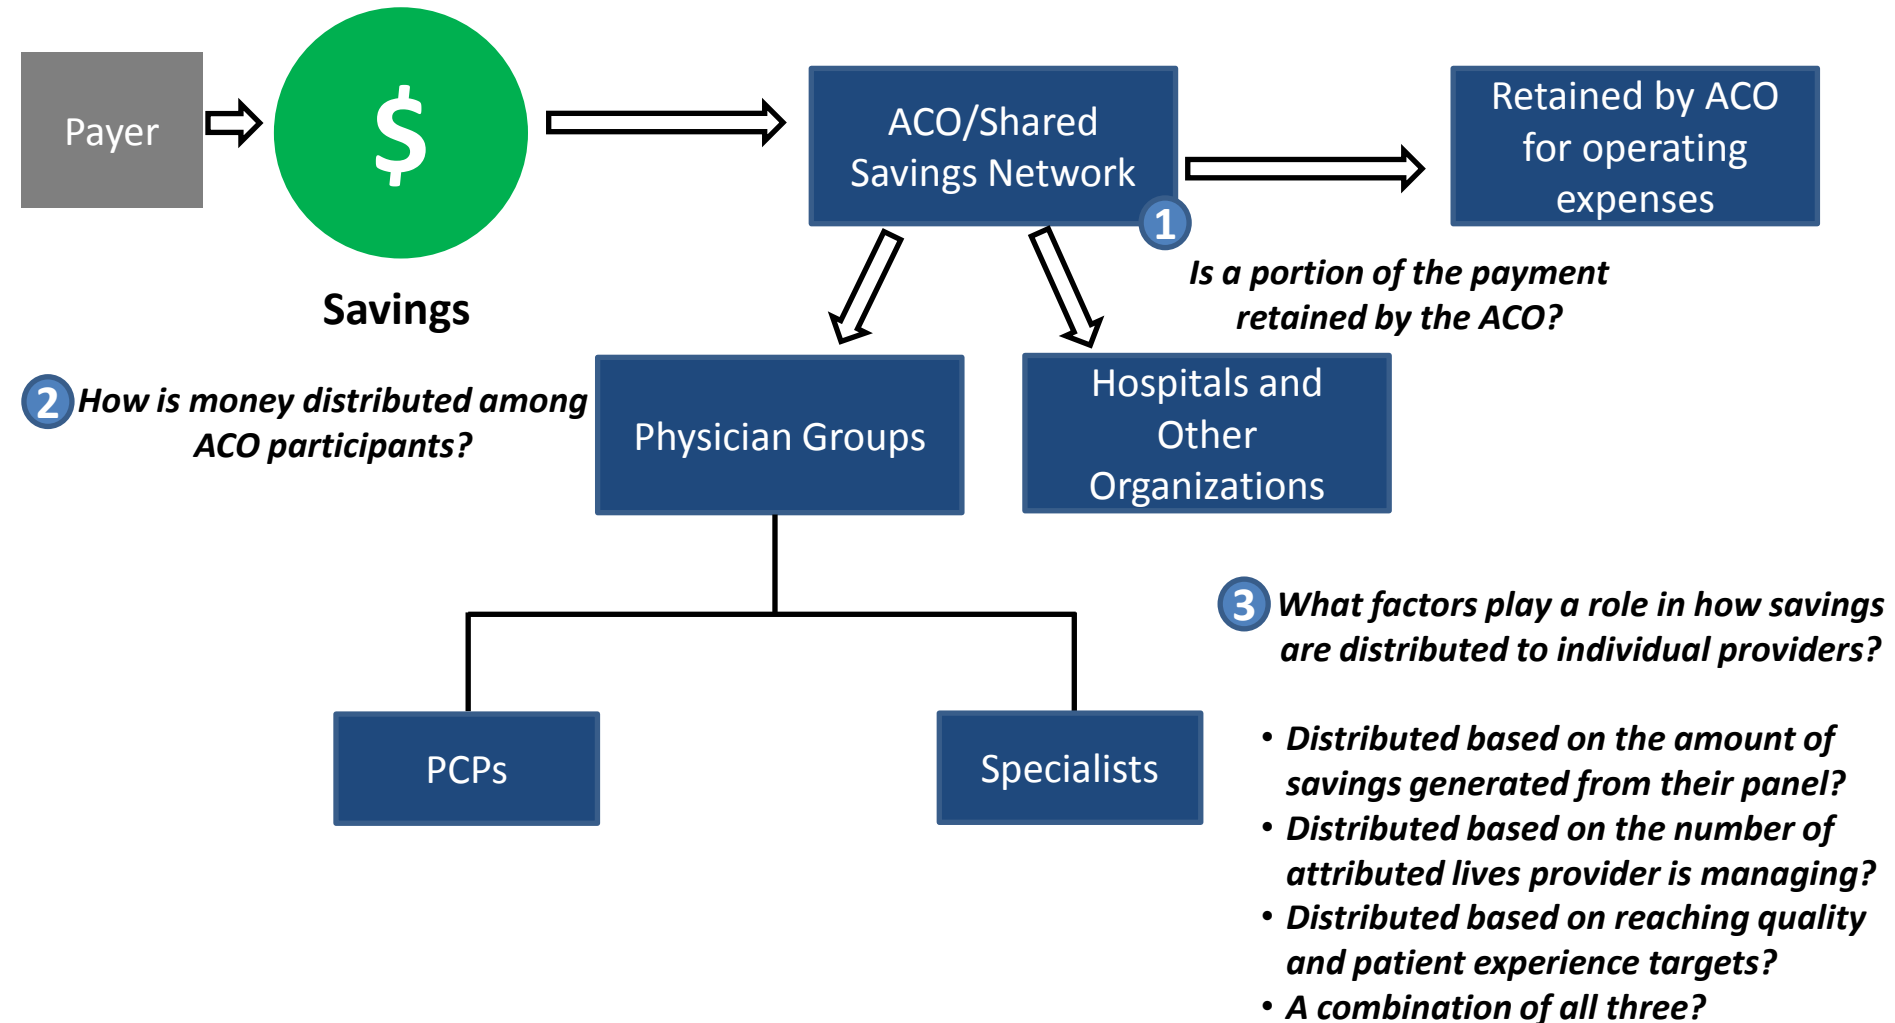 Payer
$
Savings
ACO/Shared
Savings Network
1
Retained by ACO
for operating
expenses
Is a portion of the payment
retained by the ACO?
2 How is money distributed among
ACO participants?
Physician Groups
Hospitals and
Other
Organizations
PCPs
Specialists
3 What factors play a role in how savings
are distributed to individual providers?
• Distributed based on the amount of
savings generated from their panel?
• Distributed based on the number of
attributed lives provider is managing?
• Distributed based on reaching quality
and patient experience targets?
• A combination of all three?